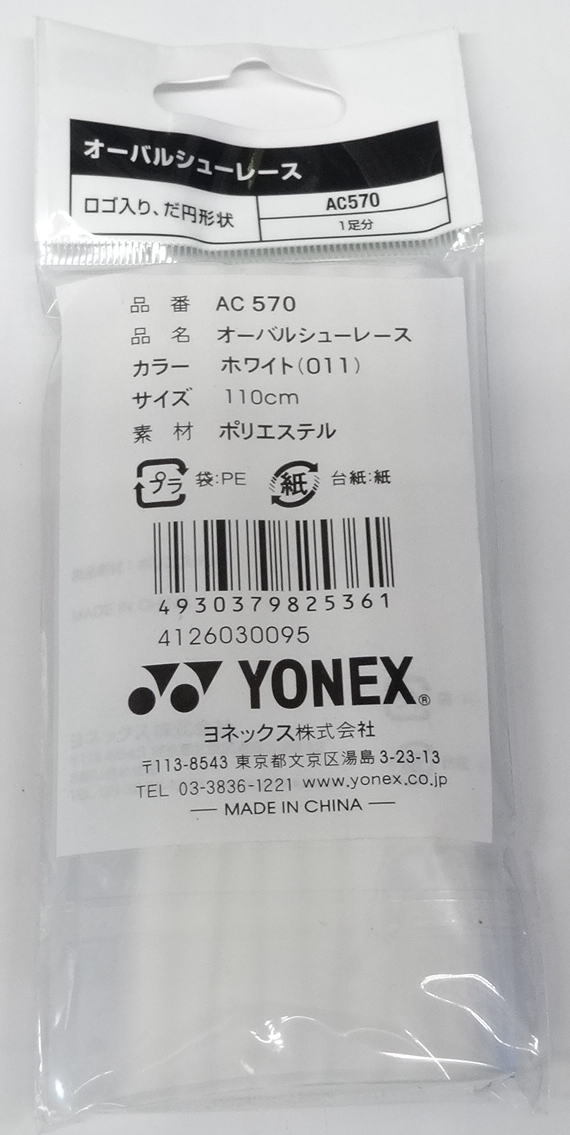 オーバルシューレース
ロゴ入り、だ円形状
AC570
1足分
品 番 AC 570
品 名 オーバルシューレース
カラー ホワイト(011)
サイズ 110cm
素 材 ポリエステル
プラ 袋:PE 紙 台紙:紙
4930379825361
4126030095
YONEX®
ヨネックス株式会社
〒113-8543 東京都文京区湯島3-23-13
TEL 03-3836-1221 www.yonex.co.jp
— MADE IN CHINA —